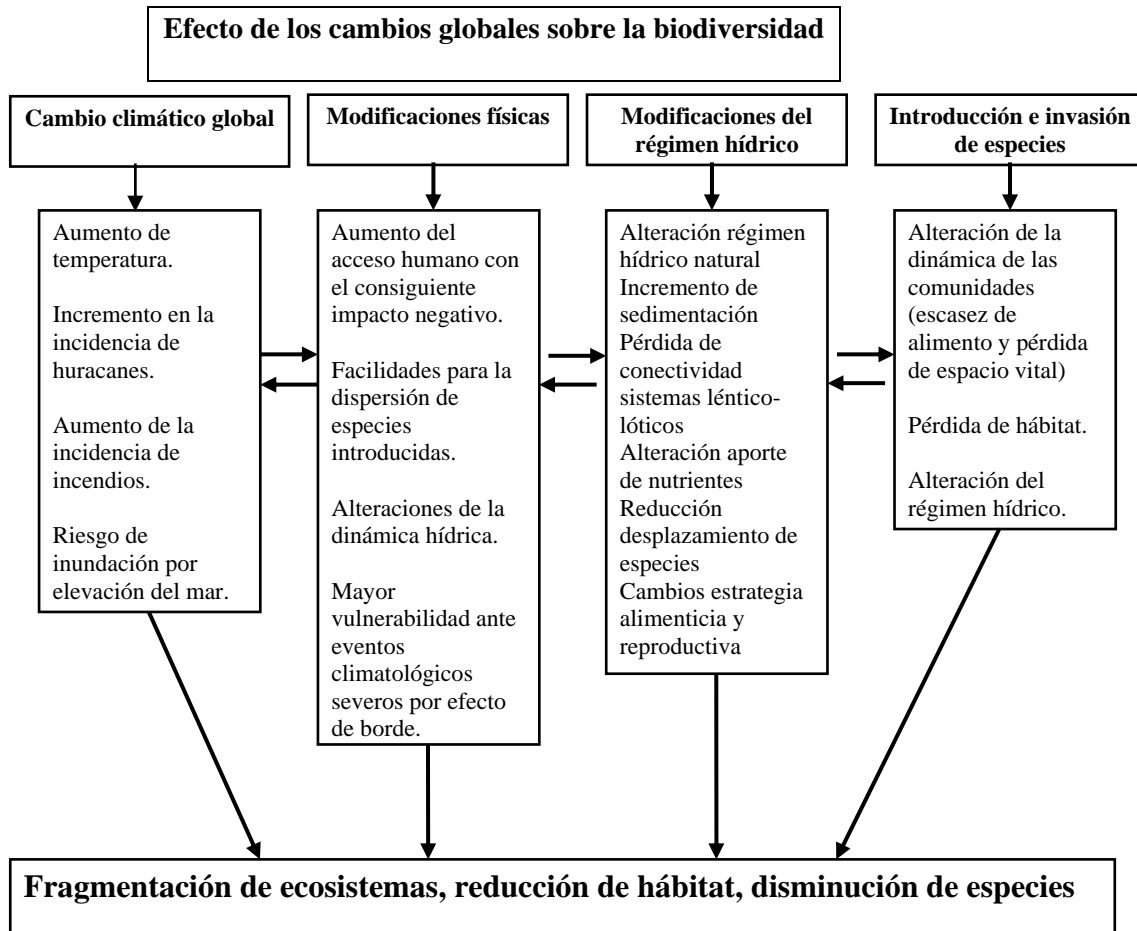 Efecto de los cambios globales sobre la biodiversidad
Cambio climático global
Modificaciones físicas
Modificaciones del
régimen hídrico
Introducción e invasión
de especies
Aumento de
temperatura.
Incremento en la
incidencia de
huracanes.
Aumento de la
incidencia de
incendios.
Riesgo de
inundación por
elevación del mar.
Aumento del
acceso humano con
el consiguiente
impacto negativo.
Facilidades para la
dispersión de
especies
introducidas.
Alteraciones de la
dinámica hídrica.
Mayor
vulnerabilidad ante
eventos
climatológicos
severos por efecto
de borde.
Alteración régimen
hídrico natural
Incremento de
sedimentación
Pérdida de
conectividad
sistemas léntico-
lóticos
Alteración aporte
de nutrientes
Reducción
desplazamiento de
especies
Cambios estrategia
alimenticia y
reproductiva
Alteración de la
dinámica de las
comunidades
(escasez de
alimento y pérdida
de espacio vital)
Pérdida de hábitat.
Alteración del
régimen hídrico.
Fragmentación de ecosistemas, reducción de hábitat, disminución de especies